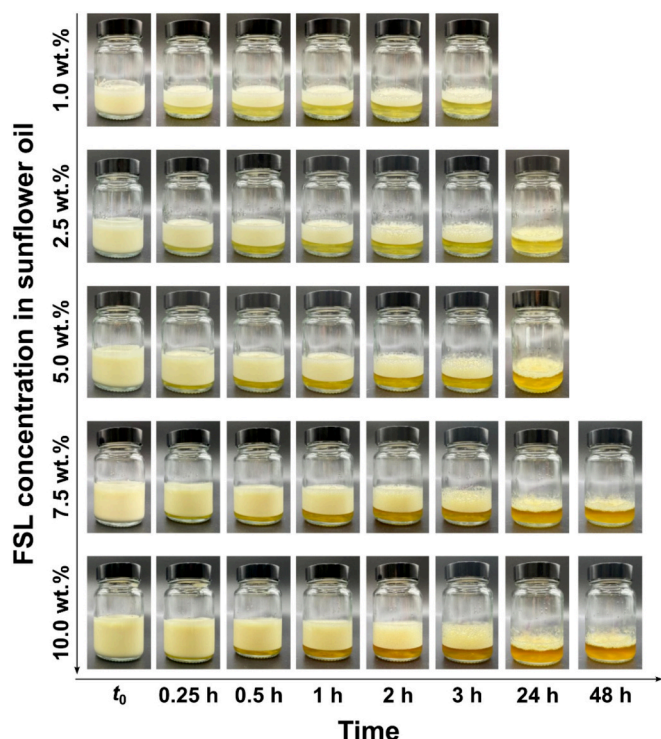 FSL concentration in sunflower oil
1.0 wt.%
2.5 wt.%
5.0 wt.%
7.5 wt.%
10.0 wt.%
t₀ 0.25 h 0.5 h 1 h 2 h 3 h 24 h 48 h
Time